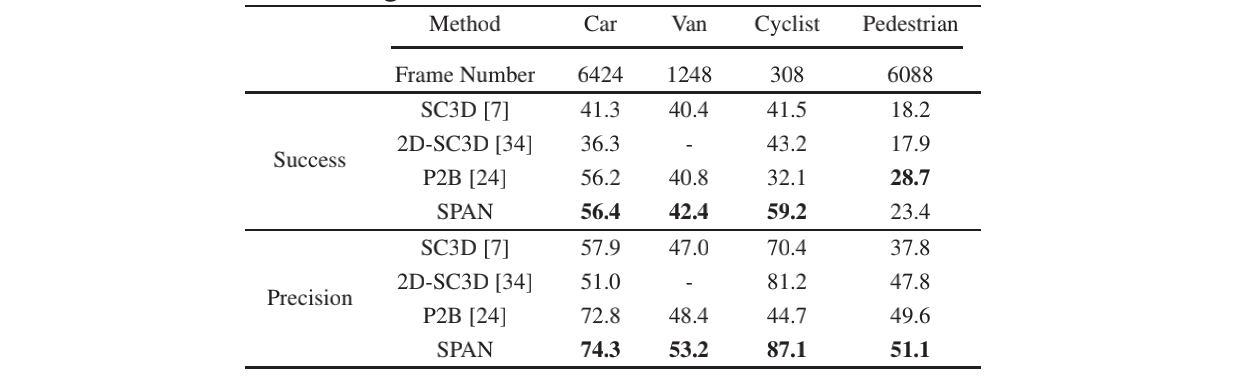 Method Car Van Cyclist Pedestrian
Frame Number 6424 1248 308 6088
Success
SC3D [7] 41.3 40.4 41.5 18.2
2D-SC3D [34] 36.3 - 43.2 17.9
P2B [24] 56.2 40.8 32.1 28.7
SPAN 56.4 42.4 59.2 23.4
Precision
SC3D [7] 57.9 47.0 70.4 37.8
2D-SC3D [34] 51.0 - 81.2 47.8
P2B [24] 72.8 48.4 44.7 49.6
SPAN 74.3 53.2 87.1 51.1